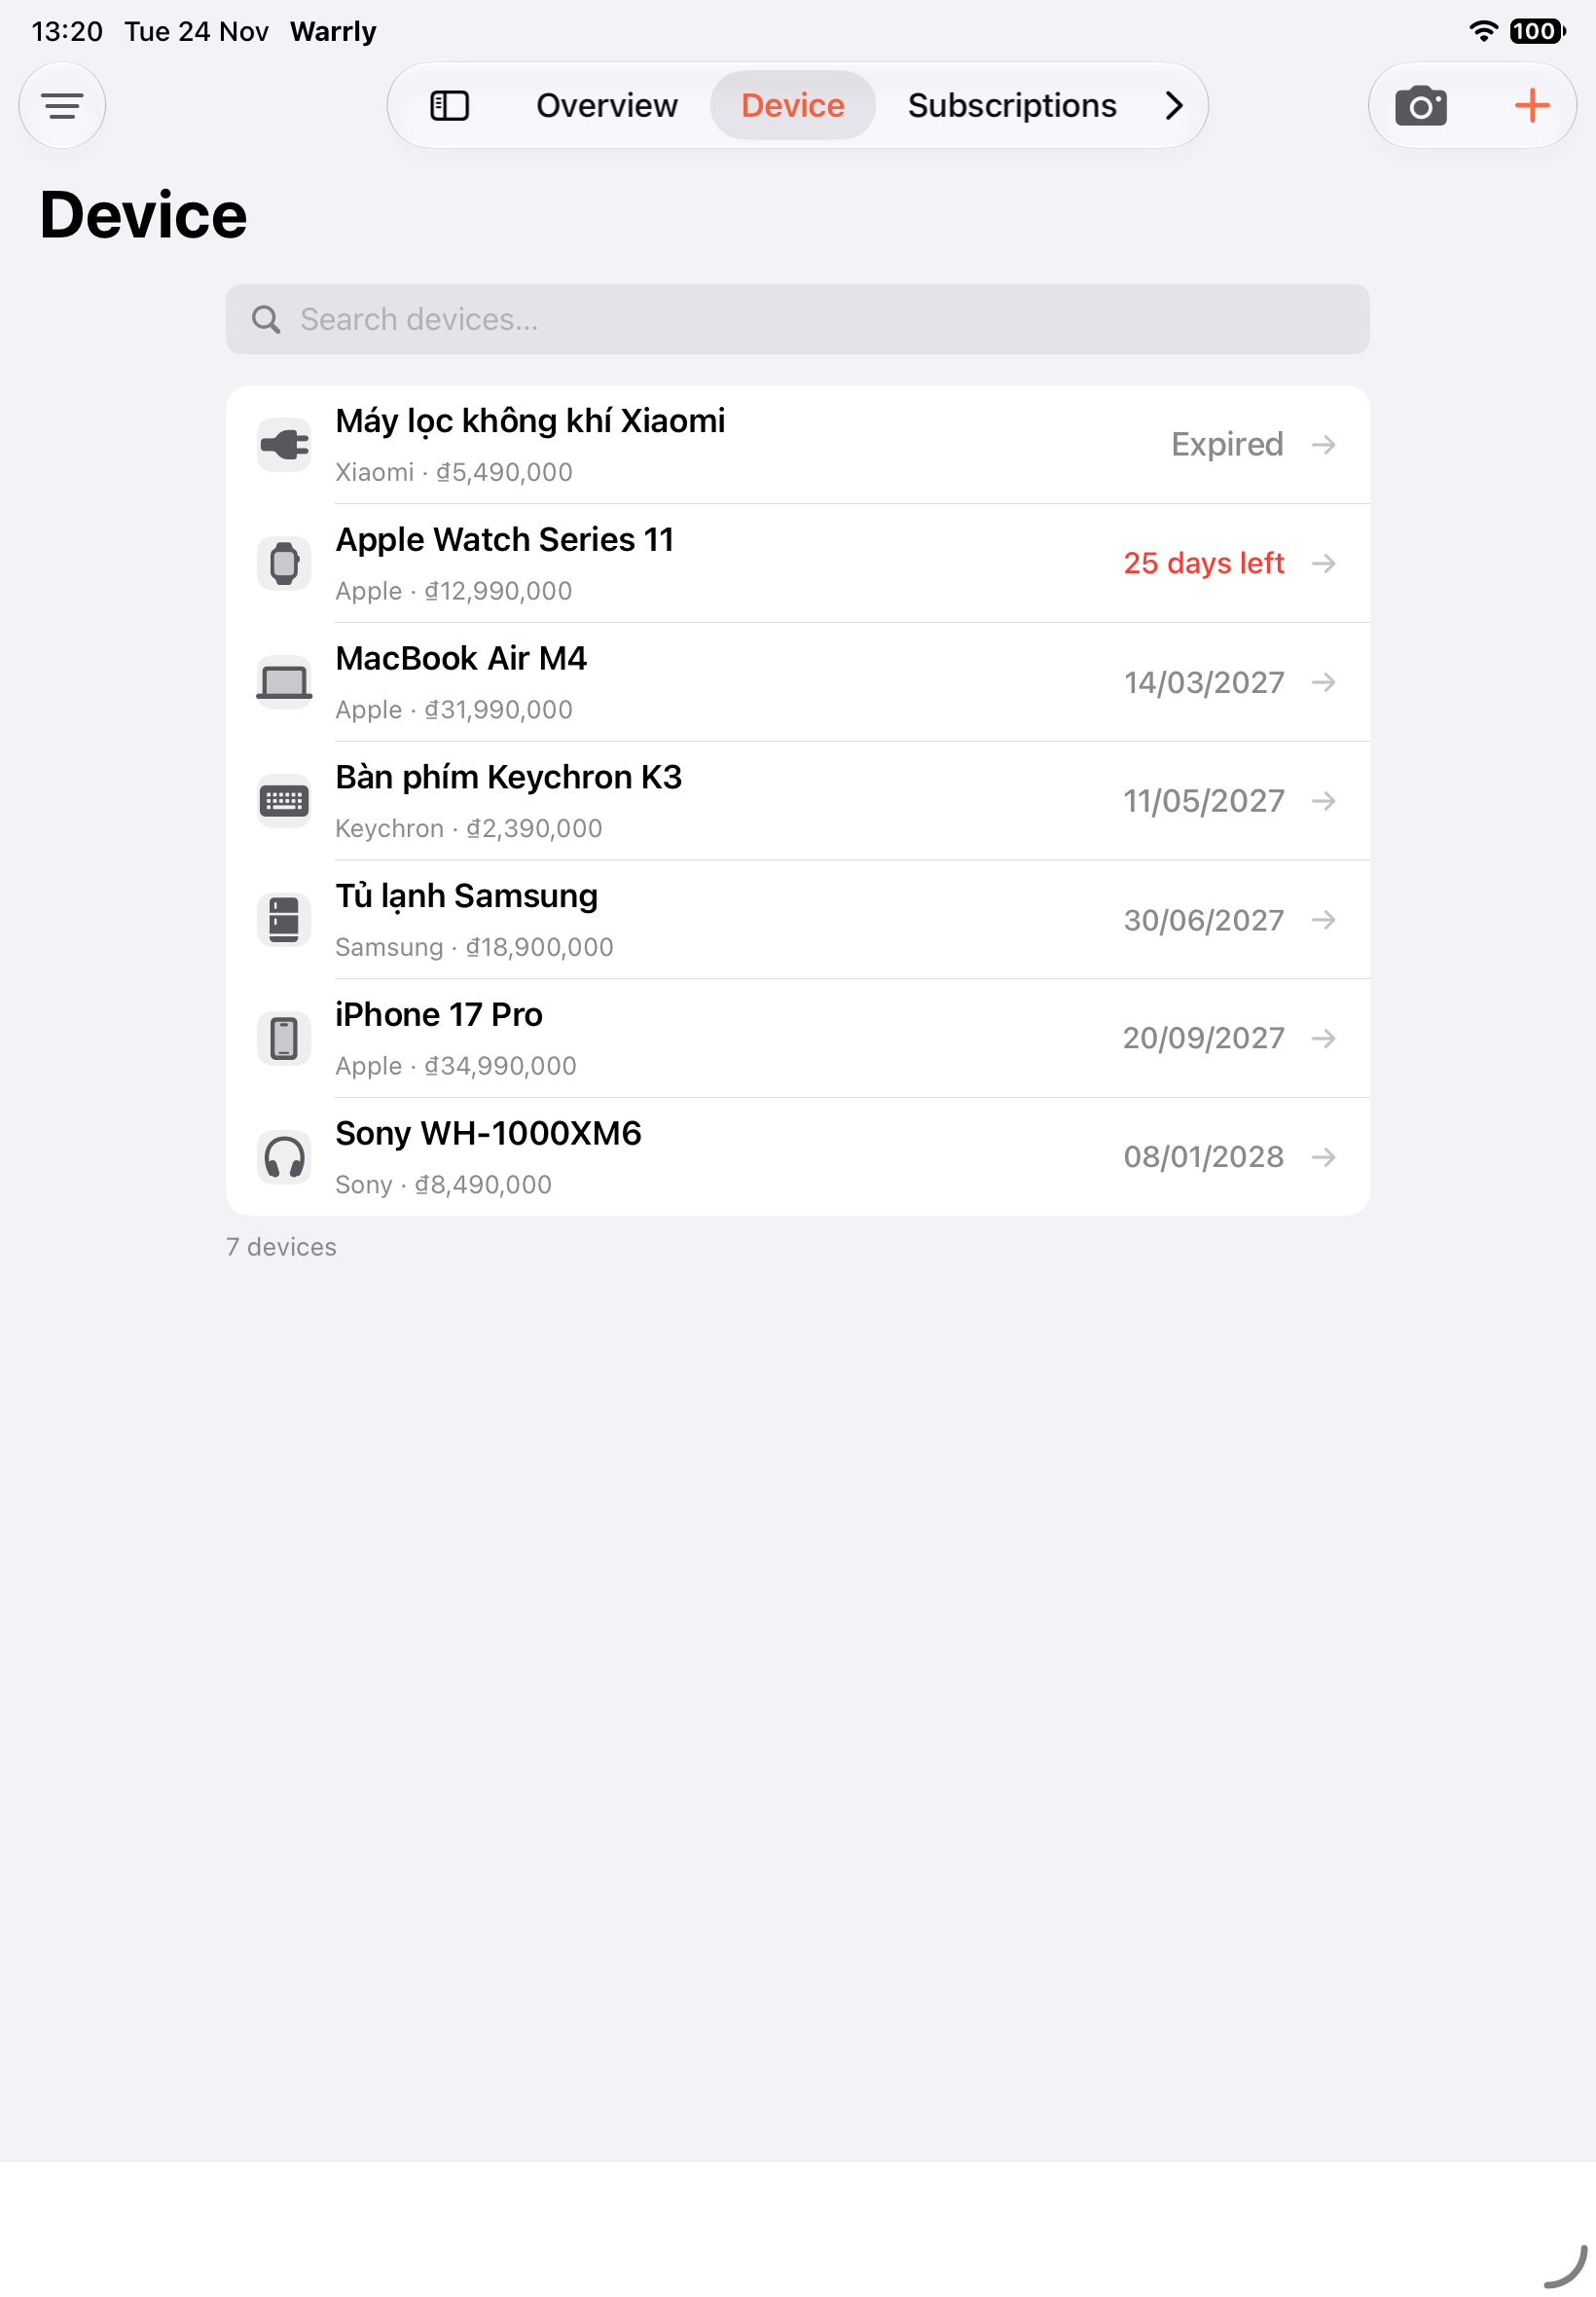 13:20 Tue 24 Nov Warrly 100
Overview Device Subscriptions
Device
Search devices...
Máy lọc không khí Xiaomi
Xiaomi · ₫5,490,000
Expired
Apple Watch Series 11
Apple · ₫12,990,000
25 days left
MacBook Air M4
Apple · ₫31,990,000
14/03/2027
Bàn phím Keychron K3
Keychron · ₫2,390,000
11/05/2027
Tủ lạnh Samsung
Samsung · ₫18,900,000
30/06/2027
iPhone 17 Pro
Apple · ₫34,990,000
20/09/2027
Sony WH-1000XM6
Sony · ₫8,490,000
08/01/2028
7 devices